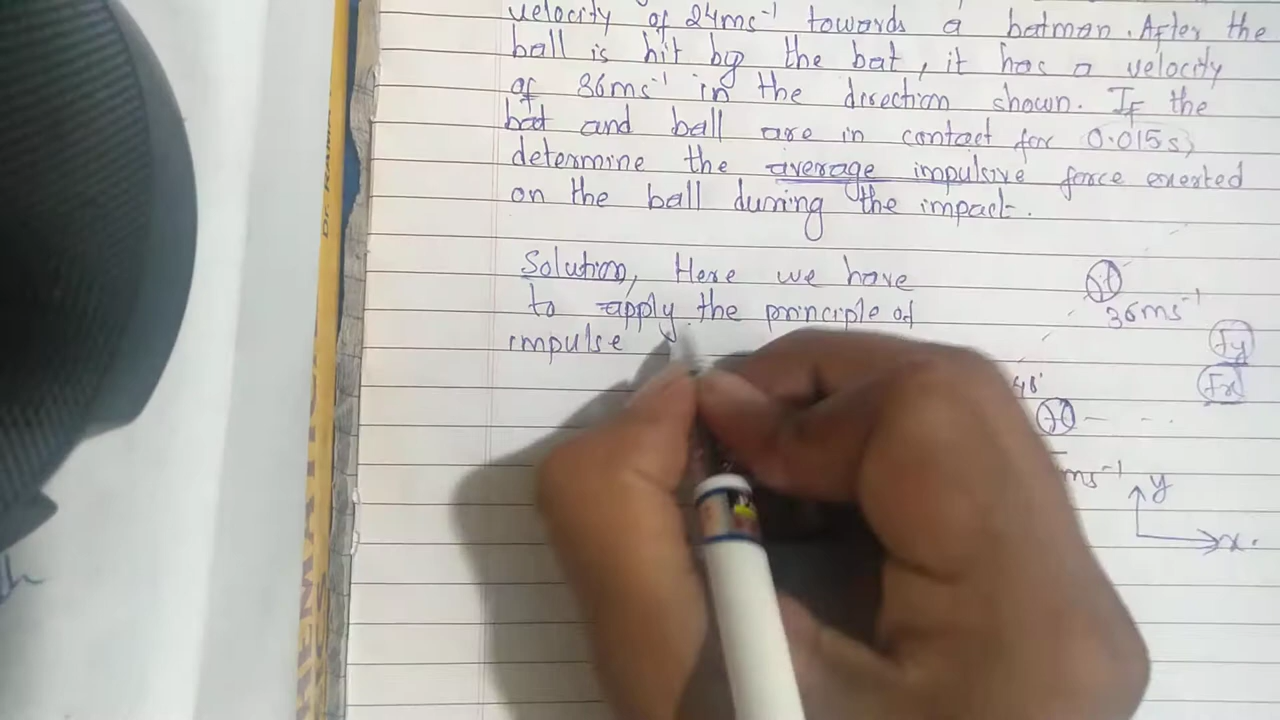 velocity of 24ms⁻¹ towards a batman. After the
ball is hit by the bat, it has a velocity
of 36ms⁻¹ in the direction shown. If the
bat and ball are in contact for 0.015s,
determine the average impulsive force exerted
on the ball durring the impact.
Solution, Here we have
to apply the principle of
impulse
36ms⁻¹
Fy
Fx
ms⁻¹
y
x.